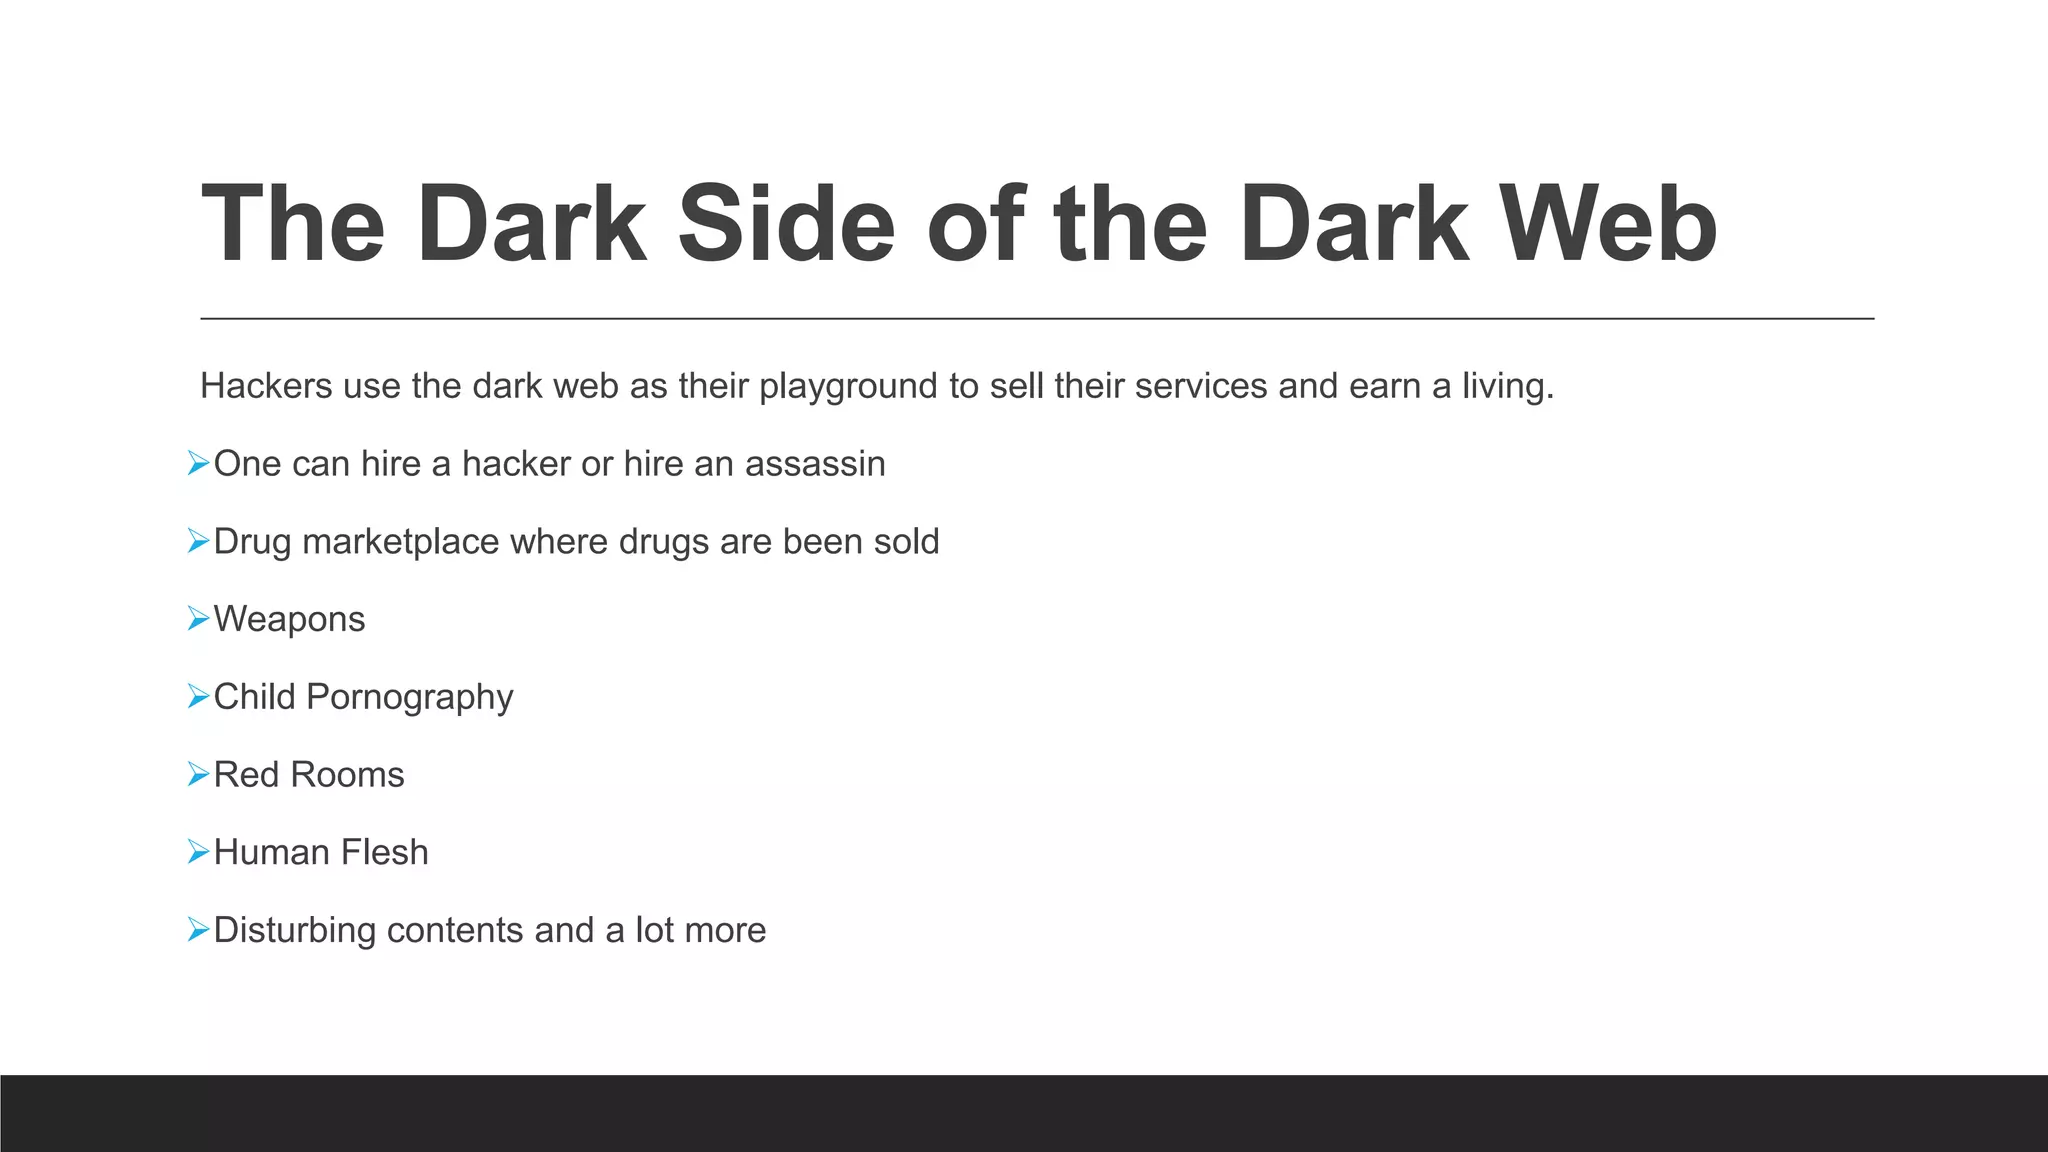 The Dark Side of the Dark Web
Hackers use the dark web as their playground to sell their services and earn a living.
➢One can hire a hacker or hire an assassin
➢Drug marketplace where drugs are been sold
➢Weapons
➢Child Pornography
➢Red Rooms
➢Human Flesh
➢Disturbing contents and a lot more